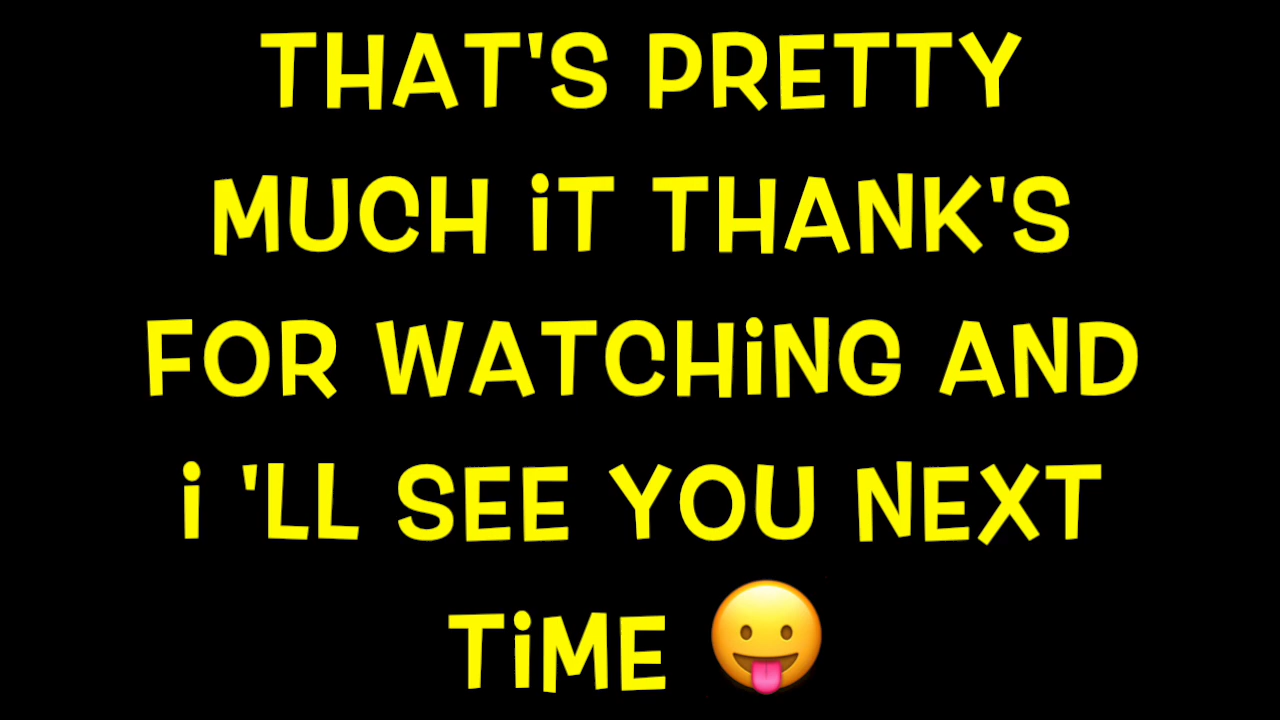 THAT'S PRETTY
MUCH iT THANK'S
FOR WATCHiNG AND
i 'LL SEE YOU NEXT
TiME 😛